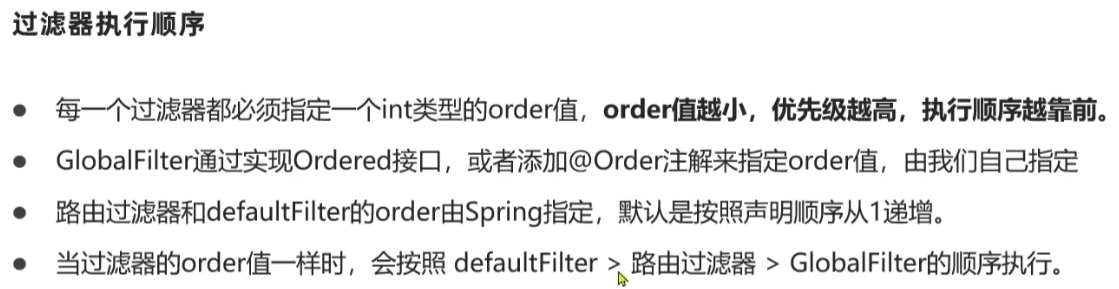 过滤器执行顺序
● 每一个过滤器都必须指定一个int类型的order值，order值越小，优先级越高，执行顺序越靠前。
● GlobalFilter通过实现Ordered接口，或者添加@Order注解来指定order值，由我们自己指定
● 路由过滤器和defaultFilter的order由Spring指定，默认是按照声明顺序从1递增。
● 当过滤器的order值一样时，会按照 defaultFilter > 路由过滤器 > GlobalFilter的顺序执行。